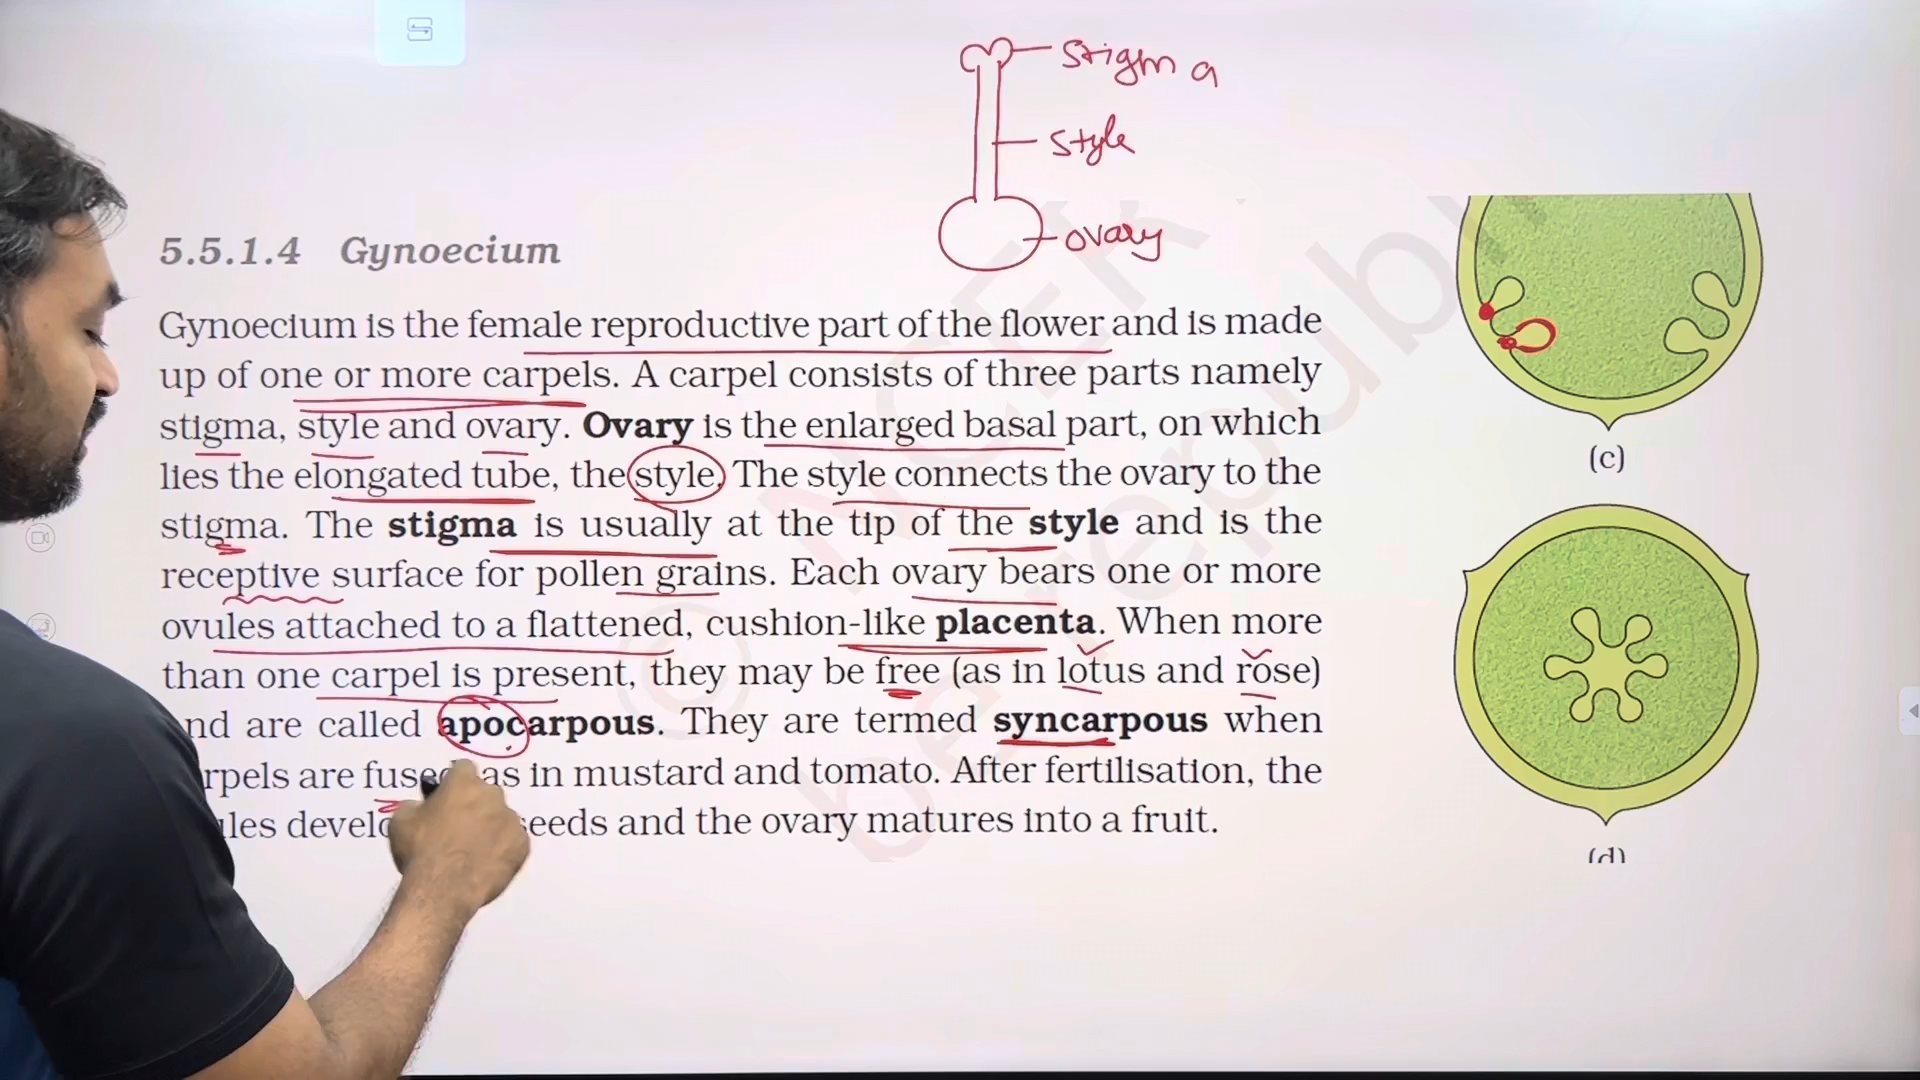 Stigma
Style
ovary
5.5.1.4 Gynoecium
Gynoecium is the female reproductive part of the flower and is made
up of one or more carpels. A carpel consists of three parts namely
stigma, style and ovary. Ovary is the enlarged basal part, on which
lies the elongated tube, the style. The style connects the ovary to the
stigma. The stigma is usually at the tip of the style and is the
receptive surface for pollen grains. Each ovary bears one or more
ovules attached to a flattened, cushion-like placenta. When more
than one carpel is present, they may be free (as in lotus and rose)
nd are called apocarpous. They are termed syncarpous when
rpels are fused as in mustard and tomato. After fertilisation, the
ules develo seeds and the ovary matures into a fruit.
(c)
(d)
© NCER
be republ